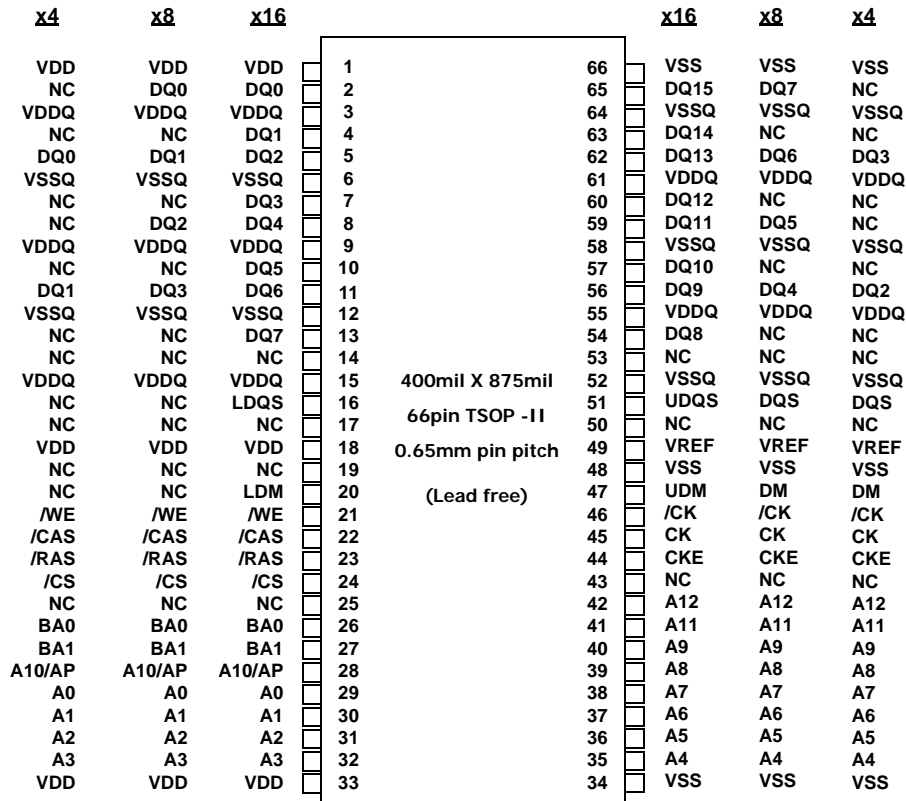 x4 x8 x16 x16 x8 x4
VDD VDD VDD 1 66 VSS VSS VSS
NC DQ0 DQ0 2 65 DQ15 DQ7 NC
VDDQ VDDQ VDDQ 3 64 VSSQ VSSQ VSSQ
NC NC DQ1 4 63 DQ14 NC NC
DQ0 DQ1 DQ2 5 62 DQ13 DQ6 DQ3
VSSQ VSSQ VSSQ 6 61 VDDQ VDDQ VDDQ
NC NC DQ3 7 60 DQ12 NC NC
NC DQ2 DQ4 8 59 DQ11 DQ5 NC
VDDQ VDDQ VDDQ 9 58 VSSQ VSSQ VSSQ
NC NC DQ5 10 57 DQ10 NC NC
DQ1 DQ3 DQ6 11 56 DQ9 DQ4 DQ2
VSSQ VSSQ VSSQ 12 55 VDDQ VDDQ VDDQ
NC NC DQ7 13 54 DQ8 NC NC
NC NC NC 14 53 NC NC NC
VDDQ VDDQ VDDQ 15 400mil X 875mil 52 VSSQ VSSQ VSSQ
NC NC LDQS 16 66pin TSOP -II 51 UDQS DQS DQS
NC NC NC 17 50 NC NC NC
VDD VDD VDD 18 0.65mm pin pitch 49 VREF VREF VREF
NC NC NC 19 48 VSS VSS VSS
NC NC LDM 20 (Lead free) 47 UDM DM DM
/WE /WE /WE 21 46 /CK /CK /CK
/CAS /CAS /CAS 22 45 CK CK CK
/RAS /RAS /RAS 23 44 CKE CKE CKE
/CS /CS /CS 24 43 NC NC NC
NC NC NC 25 42 A12 A12 A12
BA0 BA0 BA0 26 41 A11 A11 A11
BA1 BA1 BA1 27 40 A9 A9 A9
A10/AP A10/AP A10/AP 28 39 A8 A8 A8
A0 A0 A0 29 38 A7 A7 A7
A1 A1 A1 30 37 A6 A6 A6
A2 A2 A2 31 36 A5 A5 A5
A3 A3 A3 32 35 A4 A4 A4
VDD VDD VDD 33 34 VSS VSS VSS